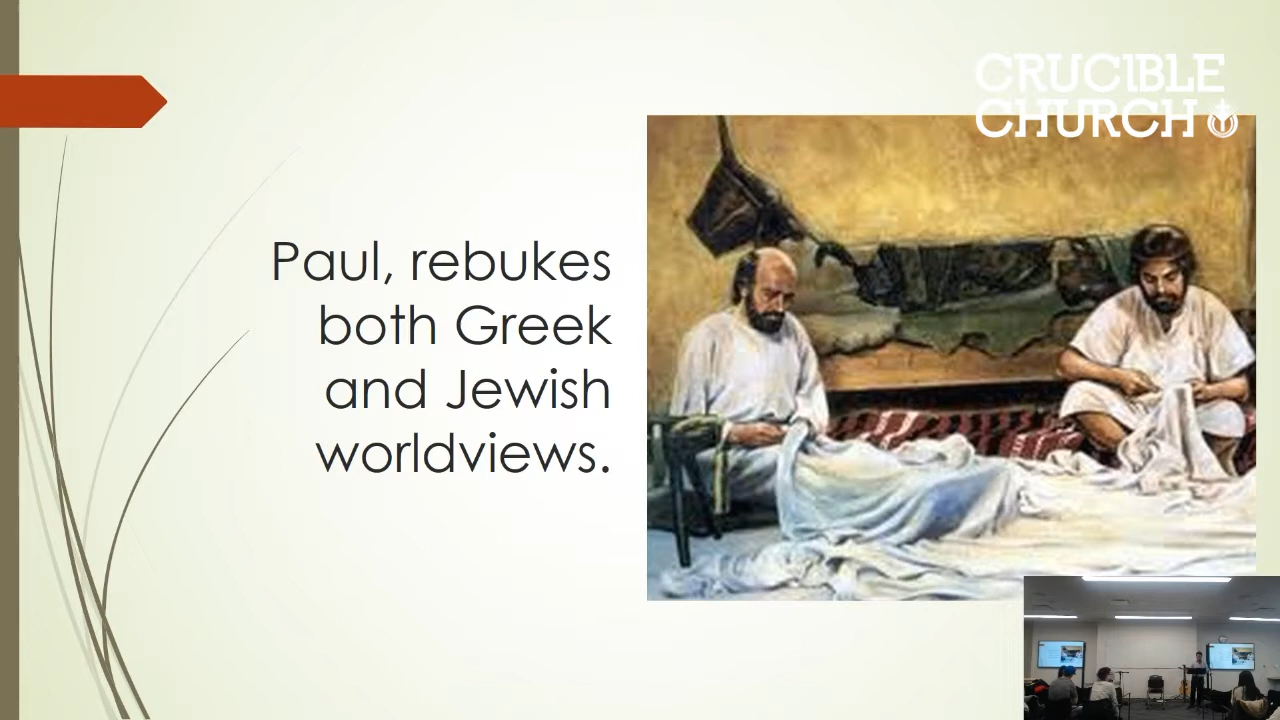 CRUCIBLE
CHURCH
Paul, rebukes
both Greek
and Jewish
worldviews.